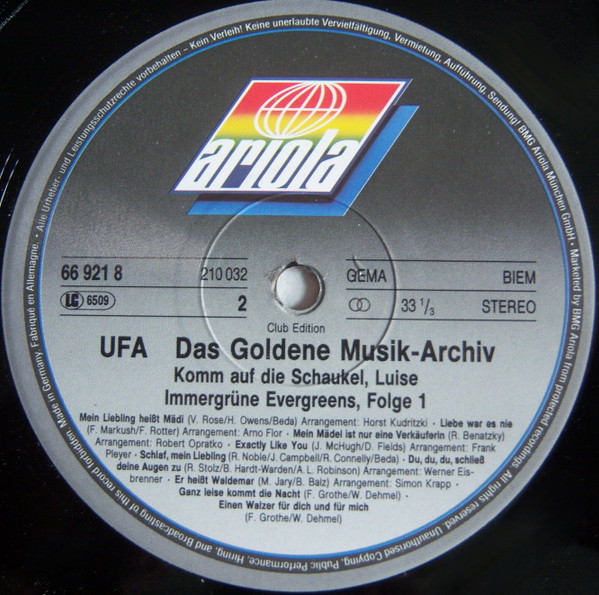 • Alle Urheber- und Leistungsschutzrechte vorbehalten – Kein Verleih! Keine unerlaubte Vervielfältigung, Vermietung, Aufführung, Sendung! BMG Ariola München GmbH • Marketed by BMG Ariola from protected recordings. All rights reserved. Unauthorised Copying, Public Performance, Hiring, and Broadcasting of this record forbidden Made in Germany. Fabriqué en Allemagne.
ariola
66 921 8 210 032 GEMA BIEM
LC 6509 2 33 1/3 STEREO
Club Edition
UFA Das Goldene Musik-Archiv
Komm auf die Schaukel, Luise
Immergrüne Evergreens, Folge 1
Mein Liebling heißt Mädi (V. Rose/H. Owens/Beda) Arrangement: Horst Kudritzki · Liebe war es nie
(F. Markush/F. Rotter) Arrangement: Arno Flor · Mein Mädel ist nur eine Verkäuferin (R. Benatzky)
Arrangement: Robert Opratko · Exactly Like You (J. McHugh/D. Fields) Arrangement: Frank
Pleyer · Schlaf, mein Liebling (R. Noble/J. Campbell/R. Connelly/Beda) · Du, du, du, schließ
deine Augen zu (R. Stolz/B. Hardt-Warden/A. L. Robinson) Arrangement: Werner Eis-
brenner · Er heißt Waldemar (M. Jary/B. Balz) Arrangement: Simon Krapp ·
Ganz leise kommt die Nacht (F. Grothe/W. Dehmel) ·
Einen Walzer für dich und für mich
(F. Grothe/W. Dehmel)